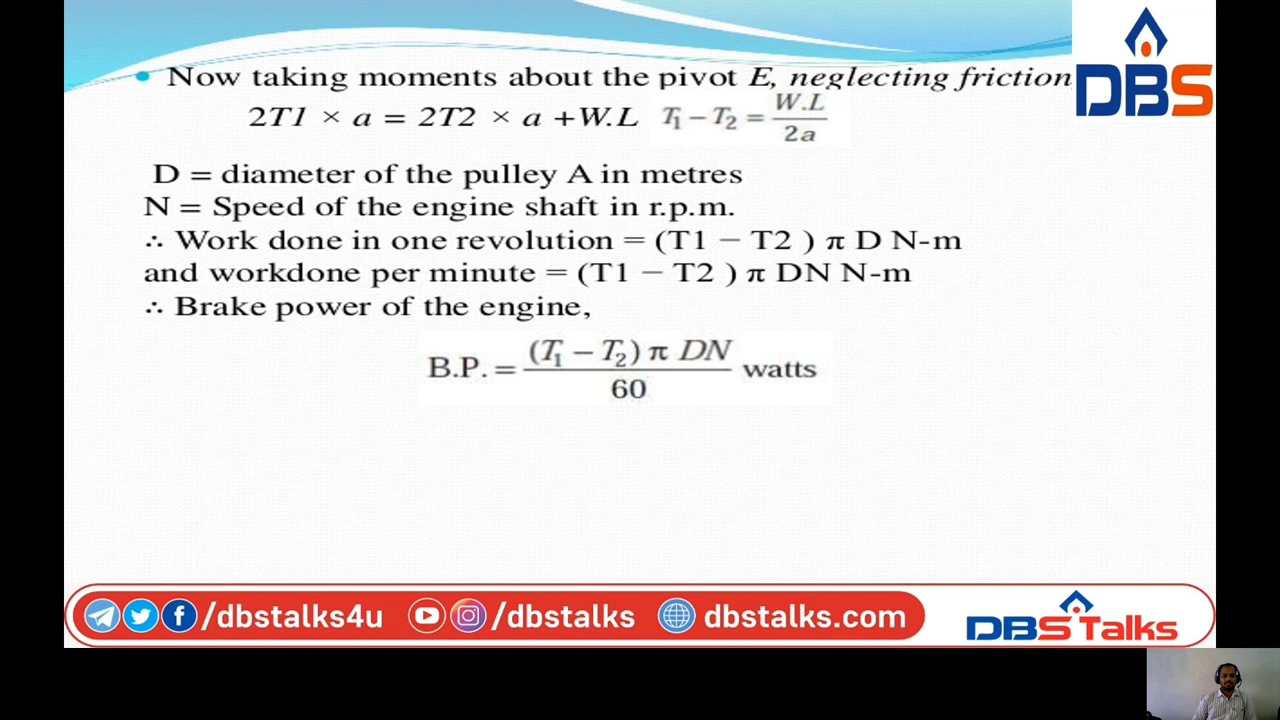 • Now taking moments about the pivot E, neglecting friction
2T1 × a = 2T2 × a +W.L T₁ − T₂ = W.L / 2a
D = diameter of the pulley A in metres
N = Speed of the engine shaft in r.p.m.
∴ Work done in one revolution = (T1 − T2 ) π D N-m
and workdone per minute = (T1 − T2 ) π DN N-m
∴ Brake power of the engine,
B.P. = (T₁ − T₂) π DN / 60 watts
DBS
/dbstalks4u /dbstalks dbstalks.com
DBS Talks